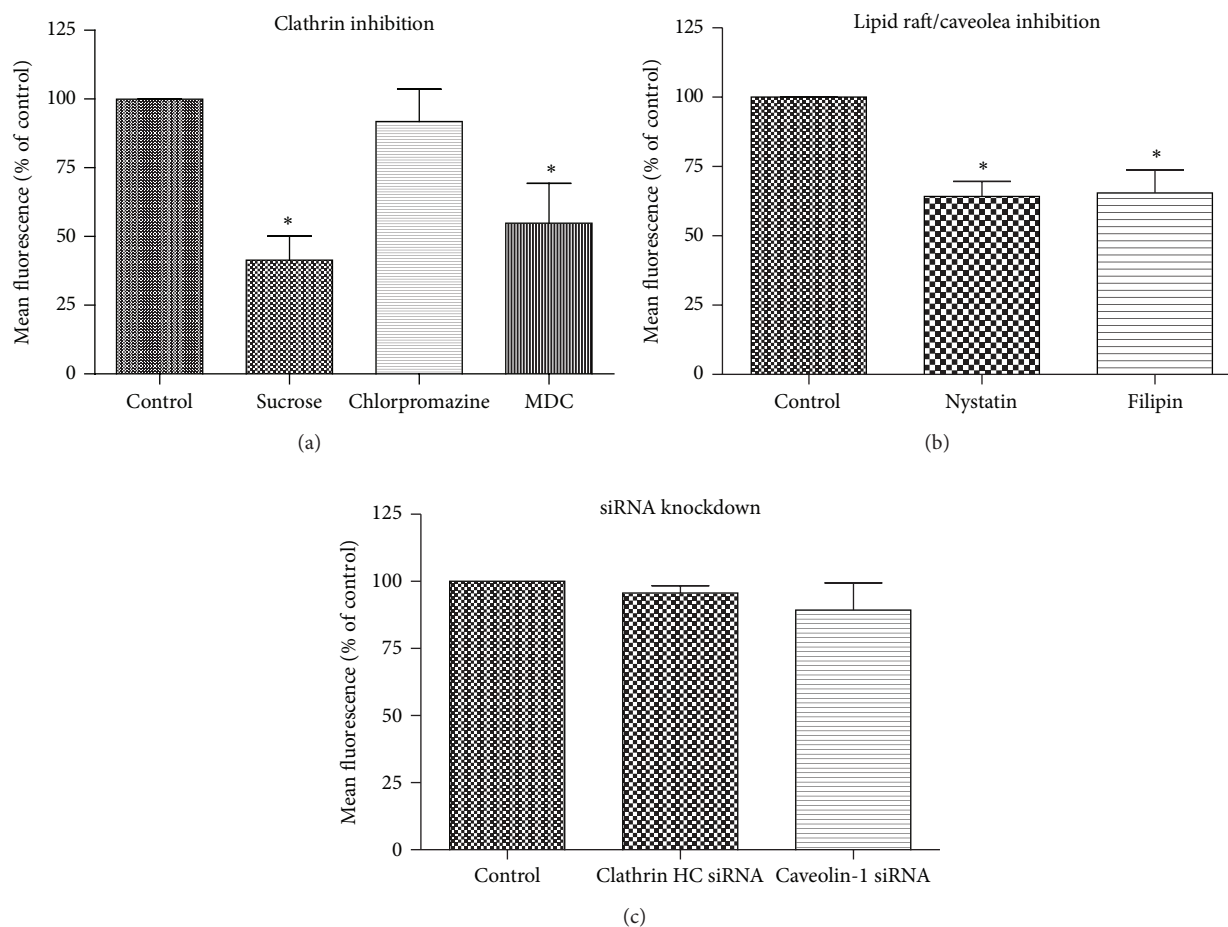 Clathrin inhibition
Mean fluorescence (% of control)
125
100
75
50
25
0
*
*
Control Sucrose Chlorpromazine MDC
(a)
Lipid raft/caveolea inhibition
Mean fluorescence (% of control)
125
100
75
50
25
0
*
*
Control Nystatin Filipin
(b)
siRNA knockdown
Mean fluorescence (% of control)
125
100
75
50
25
0
Control Clathrin HC siRNA Caveolin-1 siRNA
(c)